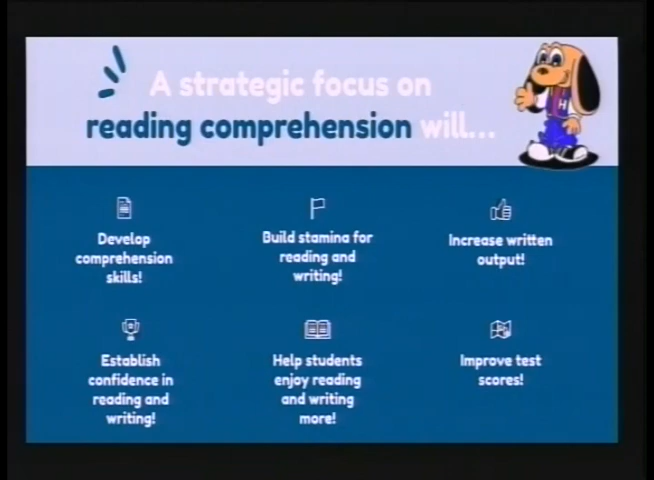 A strategic focus on
reading comprehension will...
Develop
comprehension
skills!
Build stamina for
reading and
writing!
Increase written
output!
Establish
confidence in
reading and
writing!
Help students
enjoy reading
and writing
more!
Improve test
scores!
H